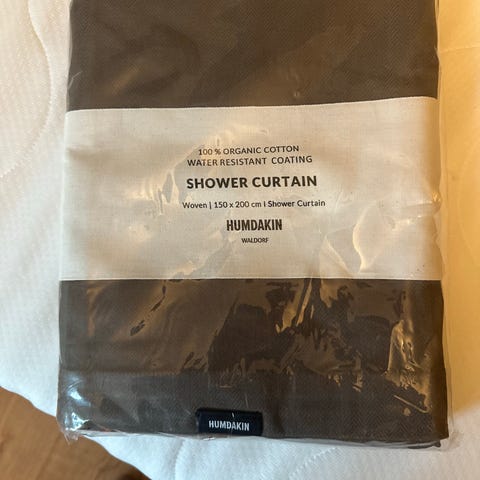 100 % ORGANIC COTTON
WATER RESISTANT COATING
SHOWER CURTAIN
Woven | 150 x 200 cm I Shower Curtain
HUMDAKIN
WALDORF
HUMDAKIN